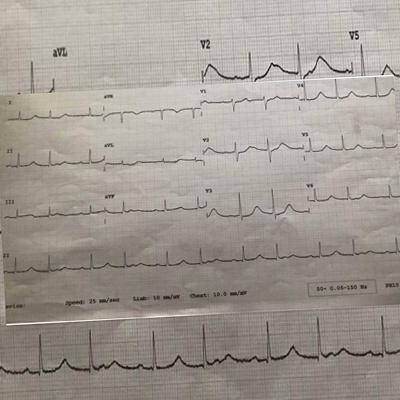 aVL V2 V5
I aVR V1 V4
II aVL V2 V5
III aVF V3 V6
II
Speed: 25 mm/sec Limb: 10 mm/mV Chest: 10.0 mm/mV 50~ 0.05-150 Hz